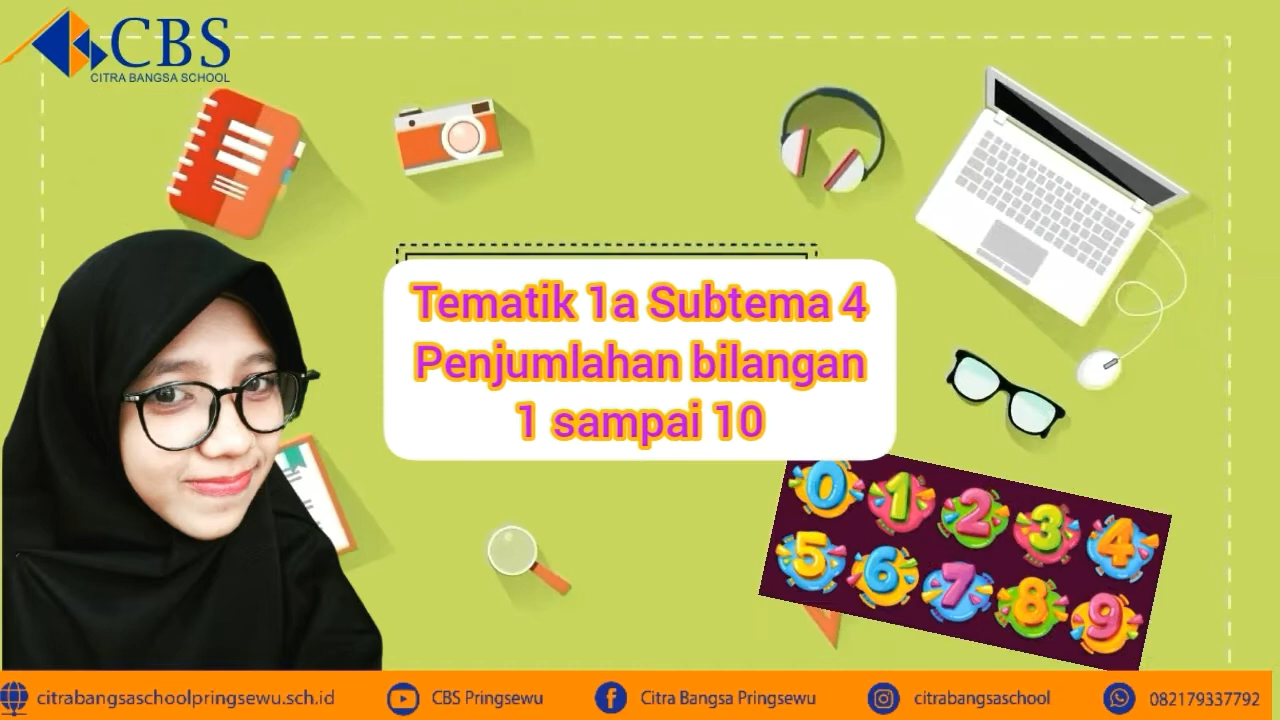 CBS
CITRA BANGSA SCHOOL
Tematik 1a Subtema 4
Penjumlahan bilangan
1 sampai 10
0 1 2 3 4
5 6 7 8 9
citrabangsaschoolpringsewu.sch.id CBS Pringsewu Citra Bangsa Pringsewu citrabangsaschool 082179337792